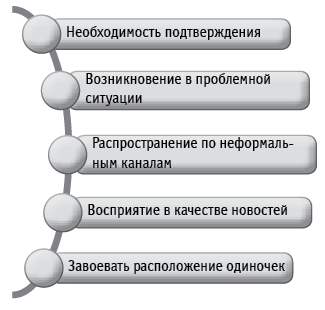 Необходимость подтверждения
Возникновение в проблемной
ситуации
Распространение по неформаль-
ным каналам
Восприятие в качестве новостей
Завоевать расположение одиночек